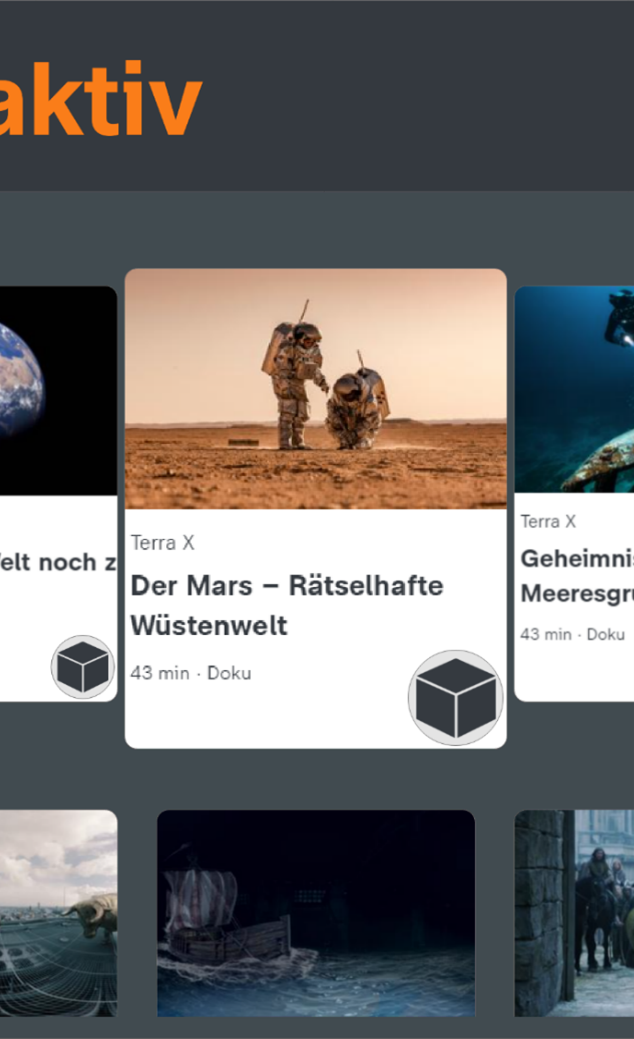 aktiv
elt noch z
Terra X
Der Mars – Rätselhafte
Wüstenwelt
43 min · Doku
Terra X
Geheimnis
Meeresgru
43 min · Doku